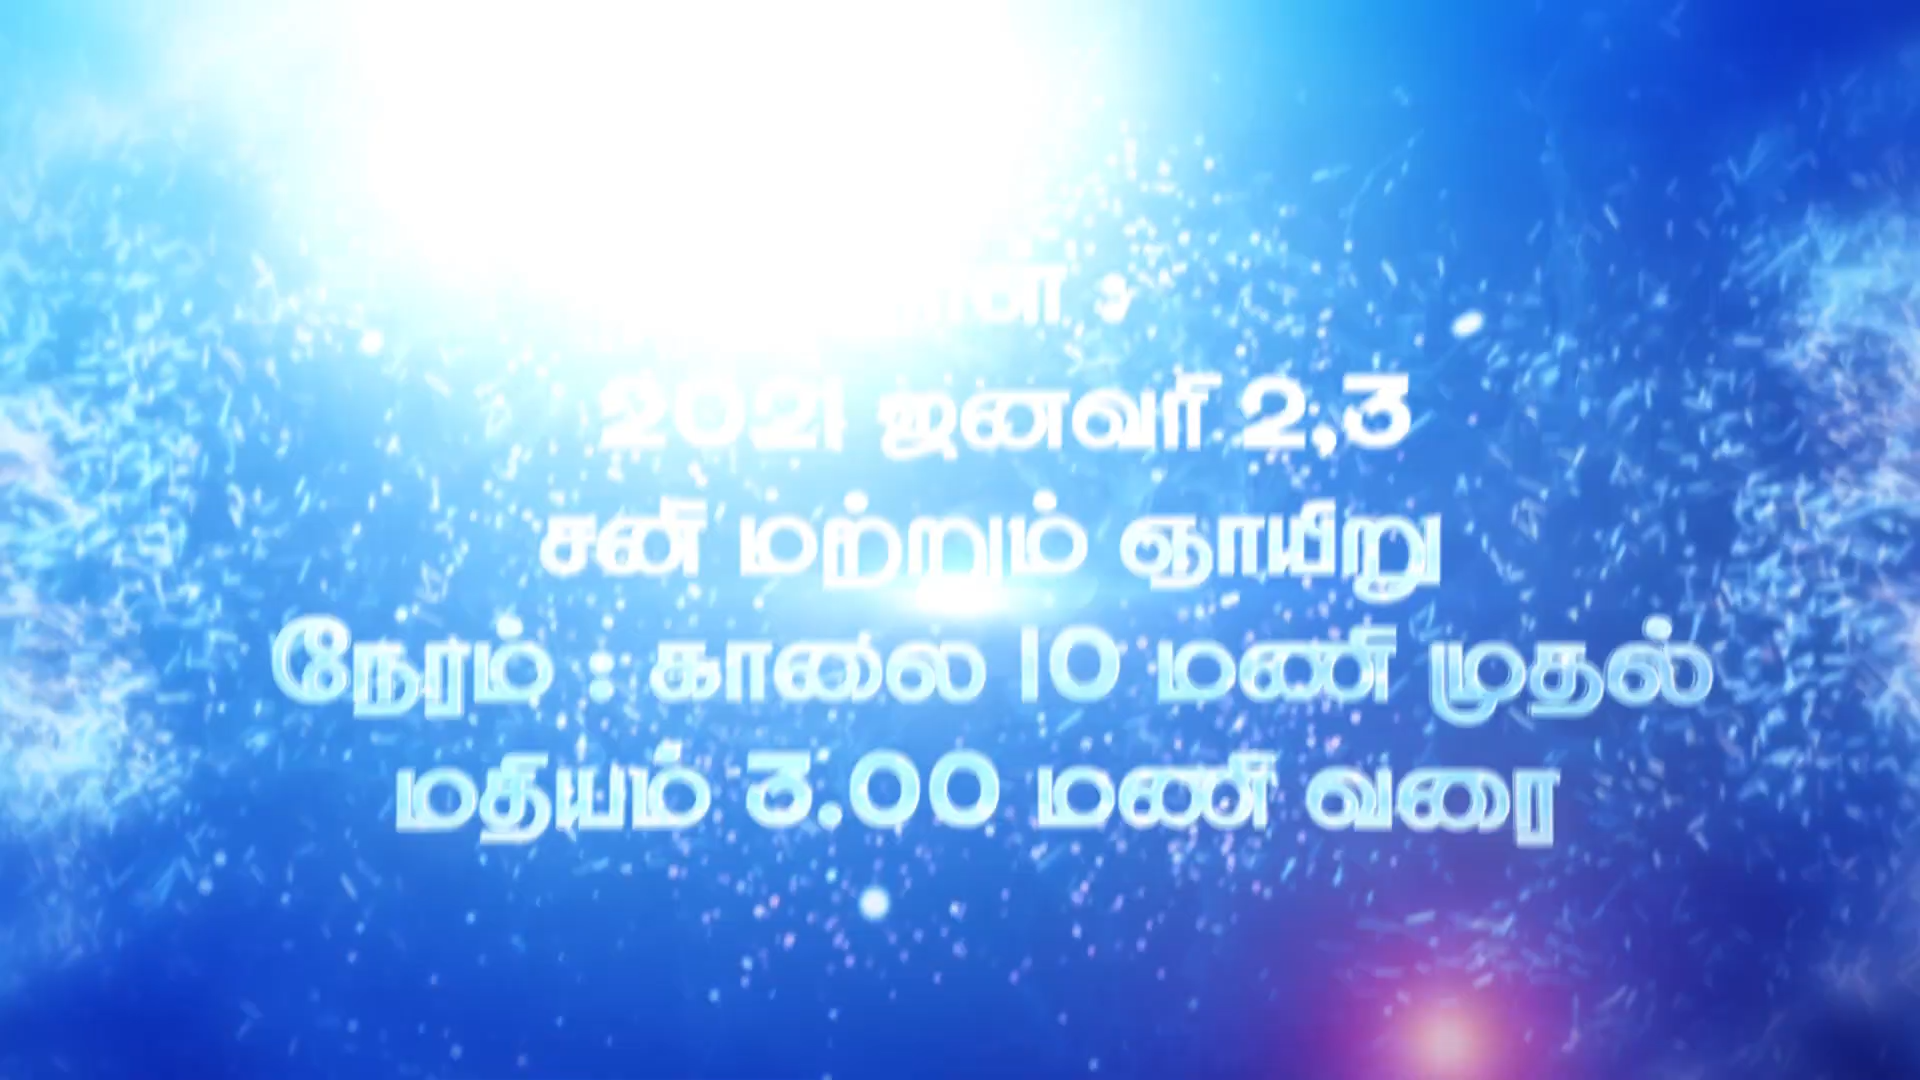 2021 ஜனவரி 2,3
சனி மற்றும் ஞாயிறு
நேரம் : காலை 10 மணி முதல்
மதியம் 3.00 மணி வரை